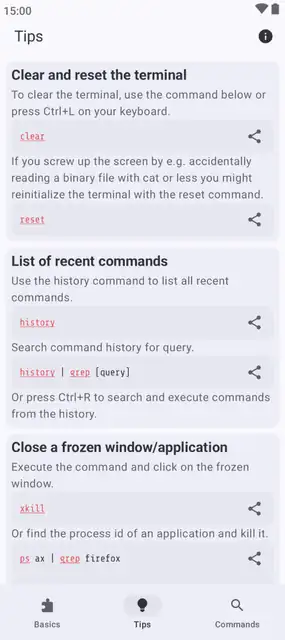 15:00
Tips
Clear and reset the terminal
To clear the terminal, use the command below or
press Ctrl+L on your keyboard.
clear
If you screw up the screen by e.g. accidentally
reading a binary file with cat or less you might
reinitialize the terminal with the reset command.
reset
List of recent commands
Use the history command to list all recent
commands.
history
Search command history for query.
history | grep [query]
Or press Ctrl+R to search and execute commands
from the history.
Close a frozen window/application
Execute the command and click on the frozen
window.
xkill
Or find the process id of an application and kill it.
ps ax | grep firefox
Basics
Tips
Commands